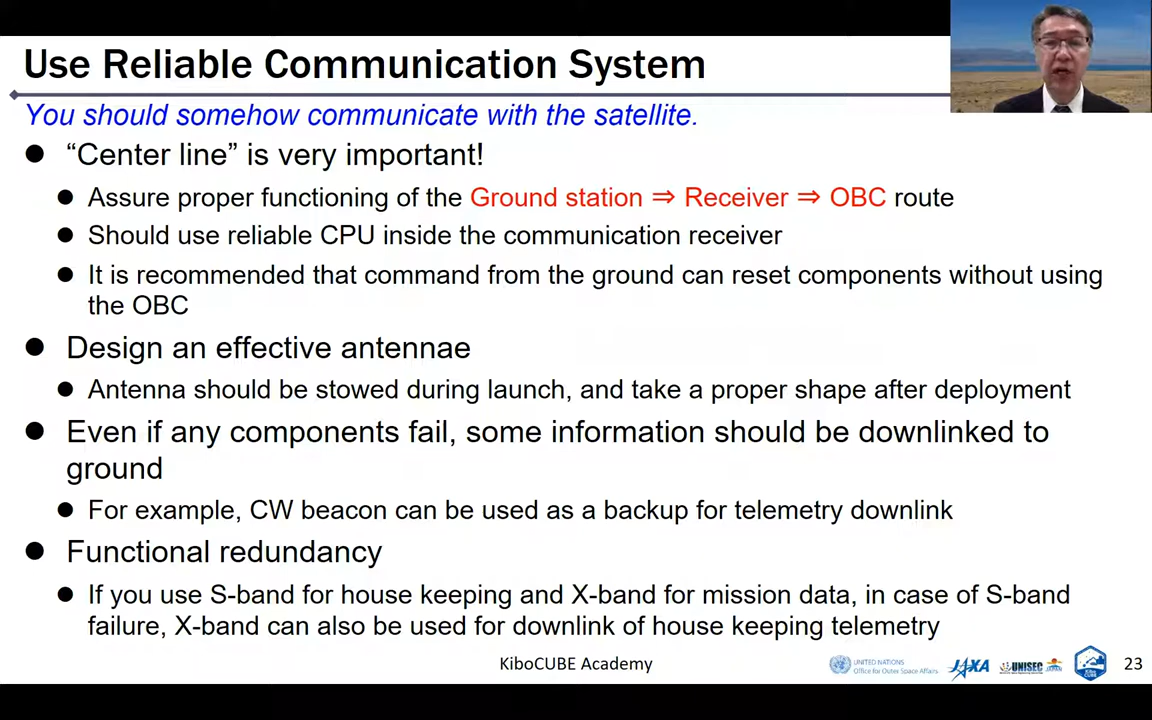 Use Reliable Communication System
You should somehow communicate with the satellite.
● “Center line” is very important!
● Assure proper functioning of the Ground station ⇒ Receiver ⇒ OBC route
● Should use reliable CPU inside the communication receiver
● It is recommended that command from the ground can reset components without using
the OBC
● Design an effective antennae
● Antenna should be stowed during launch, and take a proper shape after deployment
● Even if any components fail, some information should be downlinked to
ground
● For example, CW beacon can be used as a backup for telemetry downlink
● Functional redundancy
● If you use S-band for house keeping and X-band for mission data, in case of S-band
failure, X-band can also be used for downlink of house keeping telemetry
KiboCUBE Academy
UNITED NATIONS
Office for Outer Space Affairs
JAXA
UNISEC
23